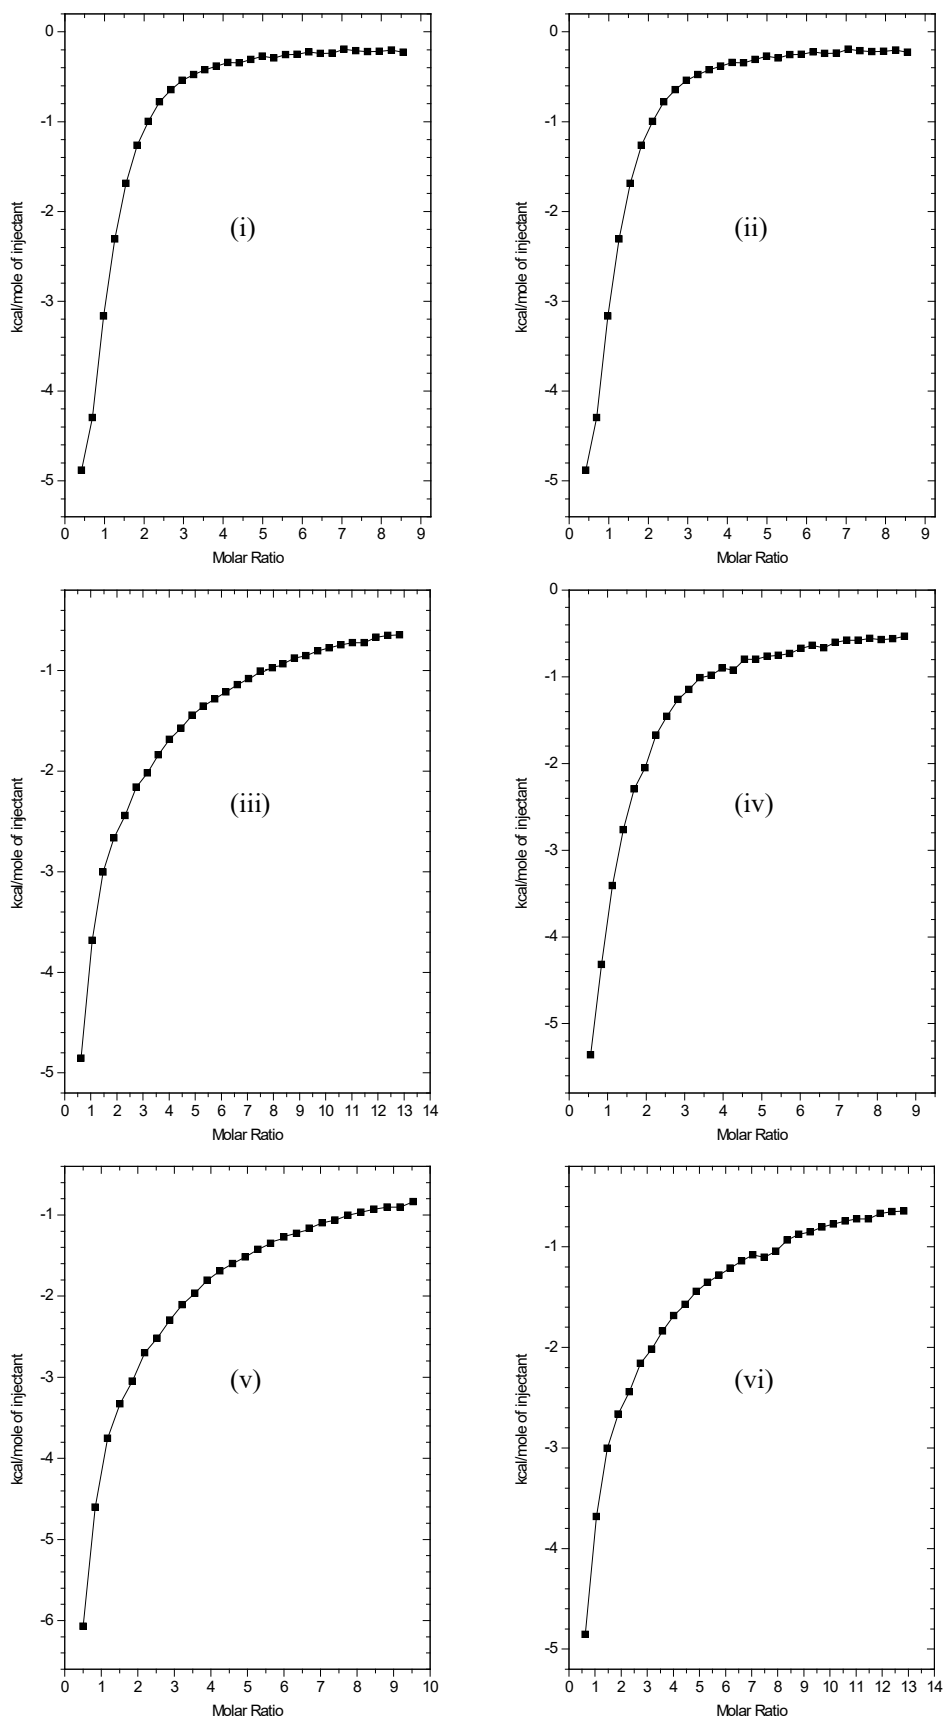 0
-1
-2
-3
-4
-5
kcal/mole of injectant
(i)
0 1 2 3 4 5 6 7 8 9
Molar Ratio
0
-1
-2
-3
-4
-5
kcal/mole of injectant
(ii)
0 1 2 3 4 5 6 7 8 9
Molar Ratio
-1
-2
-3
-4
-5
kcal/mole of injectant
(iii)
0 1 2 3 4 5 6 7 8 9 10 11 12 13 14
Molar Ratio
0
-1
-2
-3
-4
-5
kcal/mole of injectant
(iv)
0 1 2 3 4 5 6 7 8 9
Molar Ratio
-1
-2
-3
-4
-5
-6
kcal/mole of injectant
(v)
0 1 2 3 4 5 6 7 8 9 10
Molar Ratio
-1
-2
-3
-4
-5
kcal/mole of injectant
(vi)
0 1 2 3 4 5 6 7 8 9 10 11 12 13 14
Molar Ratio